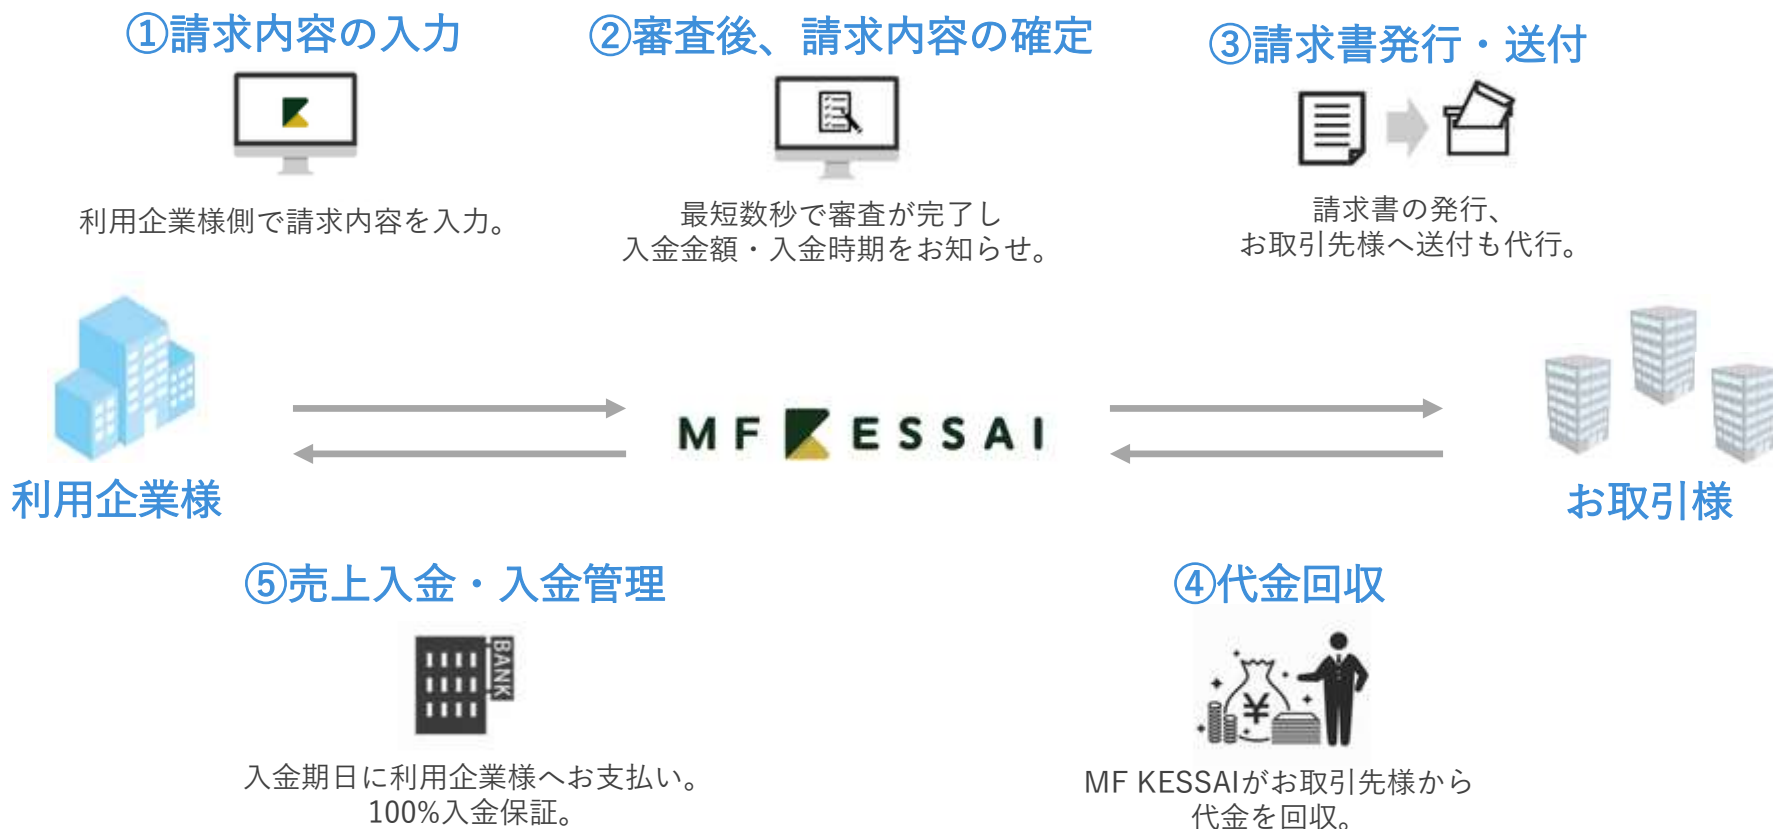 ①請求内容の入力
利用企業様側で請求内容を入力。
②審査後、請求内容の確定
最短数秒で審査が完了し
入金金額・入金時期をお知らせ。
③請求書発行・送付
請求書の発行、
お取引先様へ送付も代行。
利用企業様
MF KESSAI
お取引様
⑤売上入金・入金管理
BANK
入金期日に利用企業様へお支払い。
100%入金保証。
④代金回収
¥
MF KESSAIがお取引先様から
代金を回収。